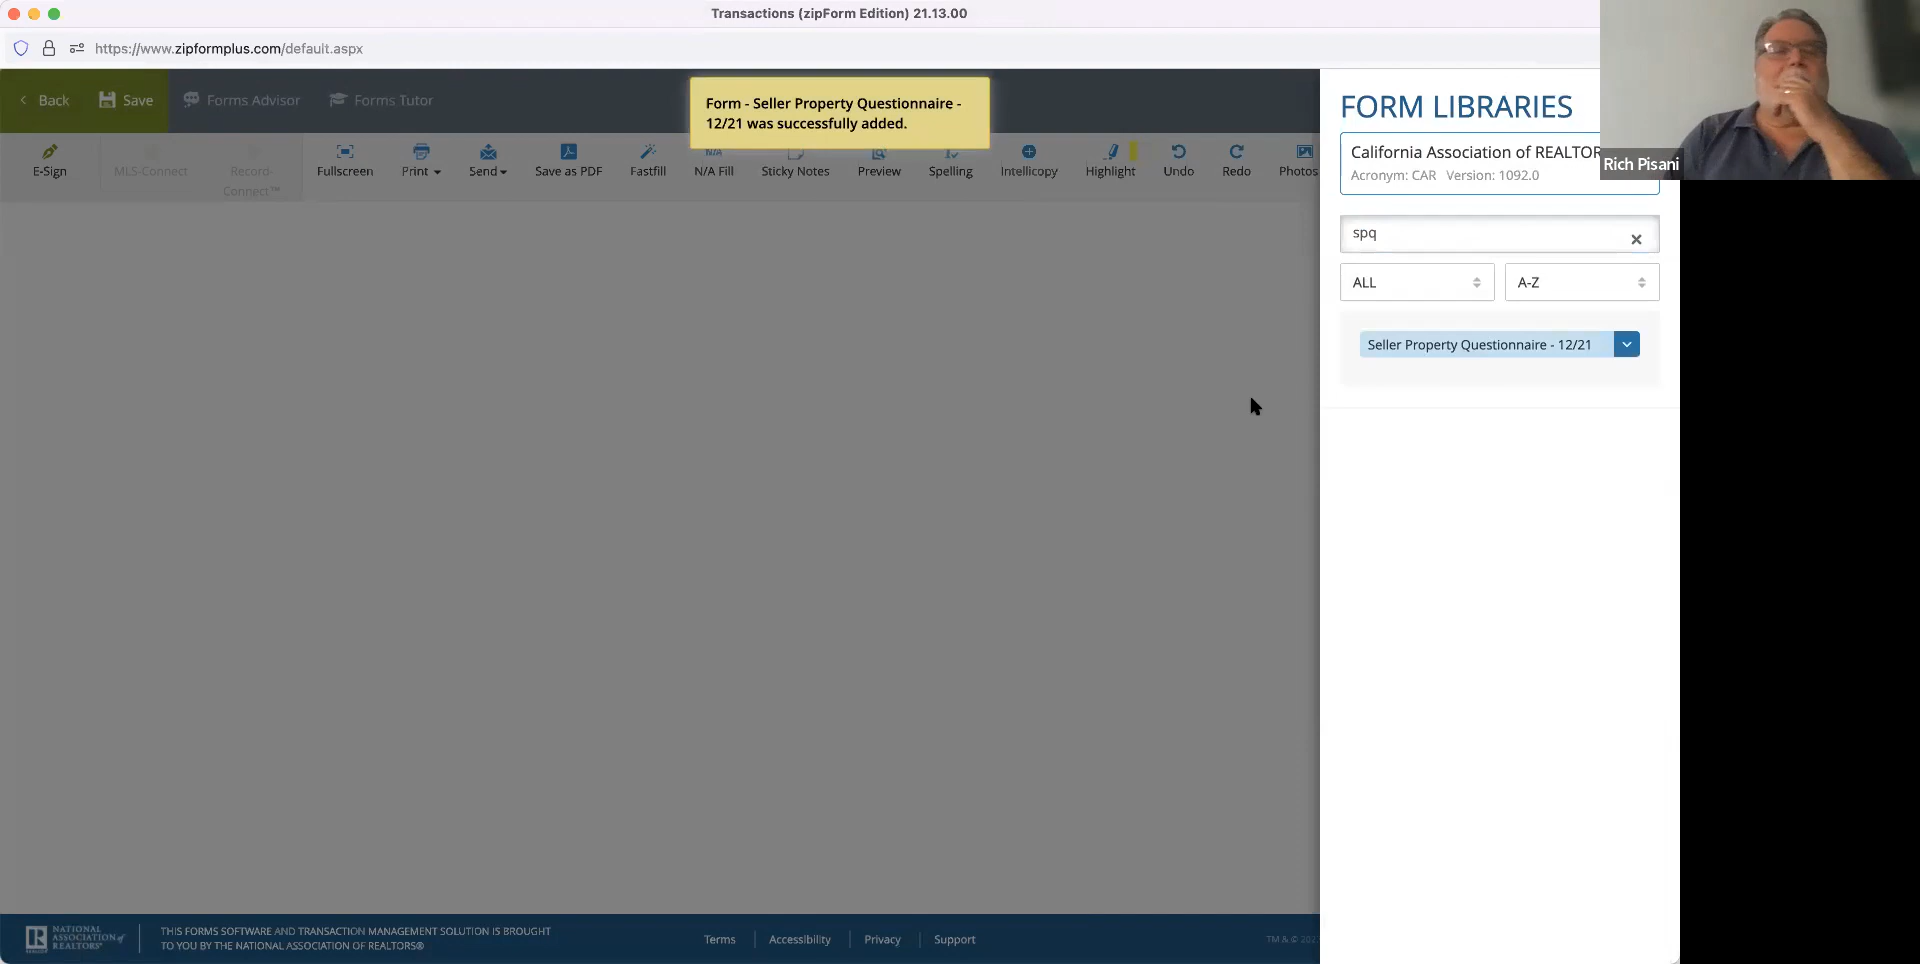 Transactions (zipForm Edition) 21.13.00
https://www.zipformplus.com/default.aspx
Back
Save
Forms Advisor
Forms Tutor
Form - Seller Property Questionnaire -
12/21 was successfully added.
E-Sign
MLS-Connect
Record-
Connect™
Fullscreen
Print
Send
Save as PDF
Fastfill
N/A
N/A Fill
Sticky Notes
Preview
Spelling
Intellicopy
Highlight
Undo
Redo
Photos
FORM LIBRARIES
California Association of REALTOR
Acronym: CAR Version: 1092.0
Rich Pisani
spq
ALL
A-Z
Seller Property Questionnaire - 12/21
NATIONAL
ASSOCIATION of
REALTORS®
THIS FORMS SOFTWARE AND TRANSACTION MANAGEMENT SOLUTION IS BROUGHT
TO YOU BY THE NATIONAL ASSOCIATION OF REALTORS®
Terms
Accessibility
Privacy
Support
TM & © 202